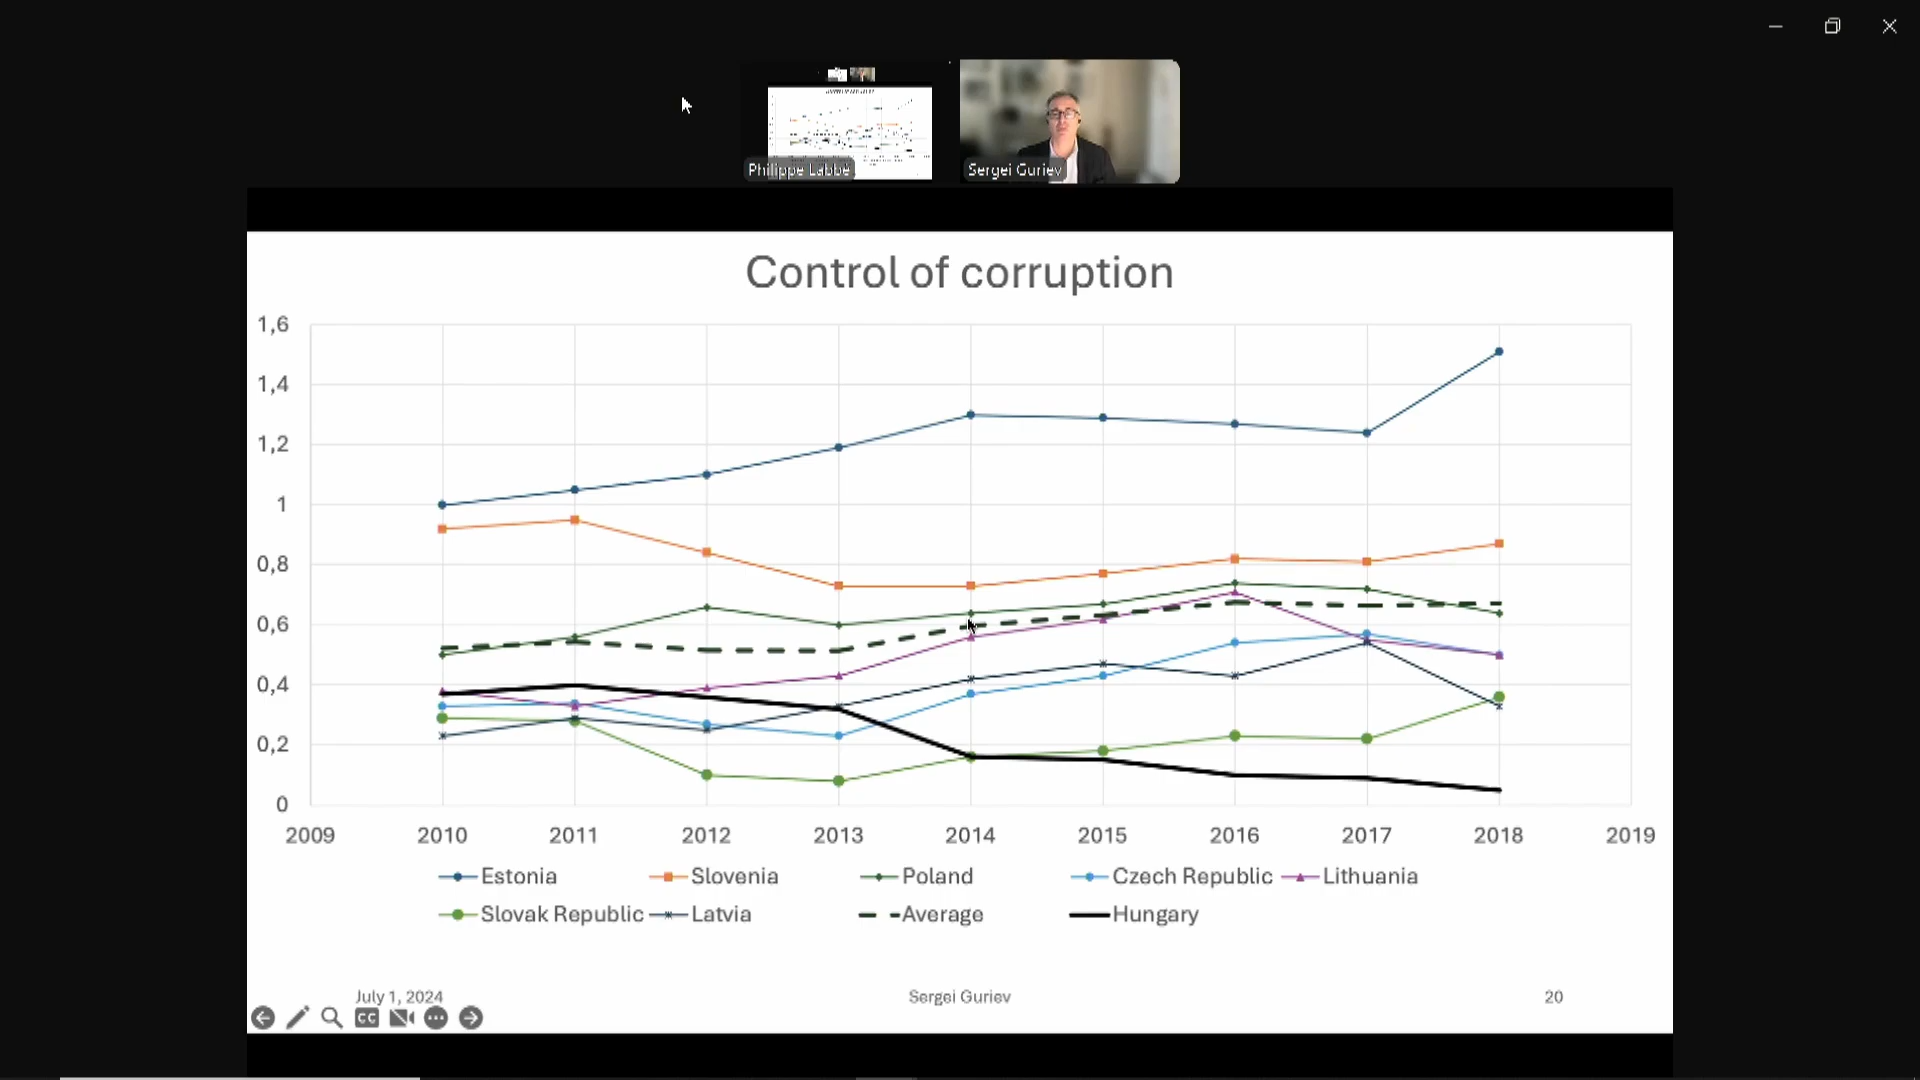 Philippe Labbé
Sergei Guriev
Control of corruption
1,6
1,4
1,2
1
0,8
0,6
0,4
0,2
0
2009 2010 2011 2012 2013 2014 2015 2016 2017 2018 2019
Estonia Slovenia Poland Czech Republic Lithuania
Slovak Republic Latvia Average Hungary
July 1, 2024 Sergei Guriev 20
CC